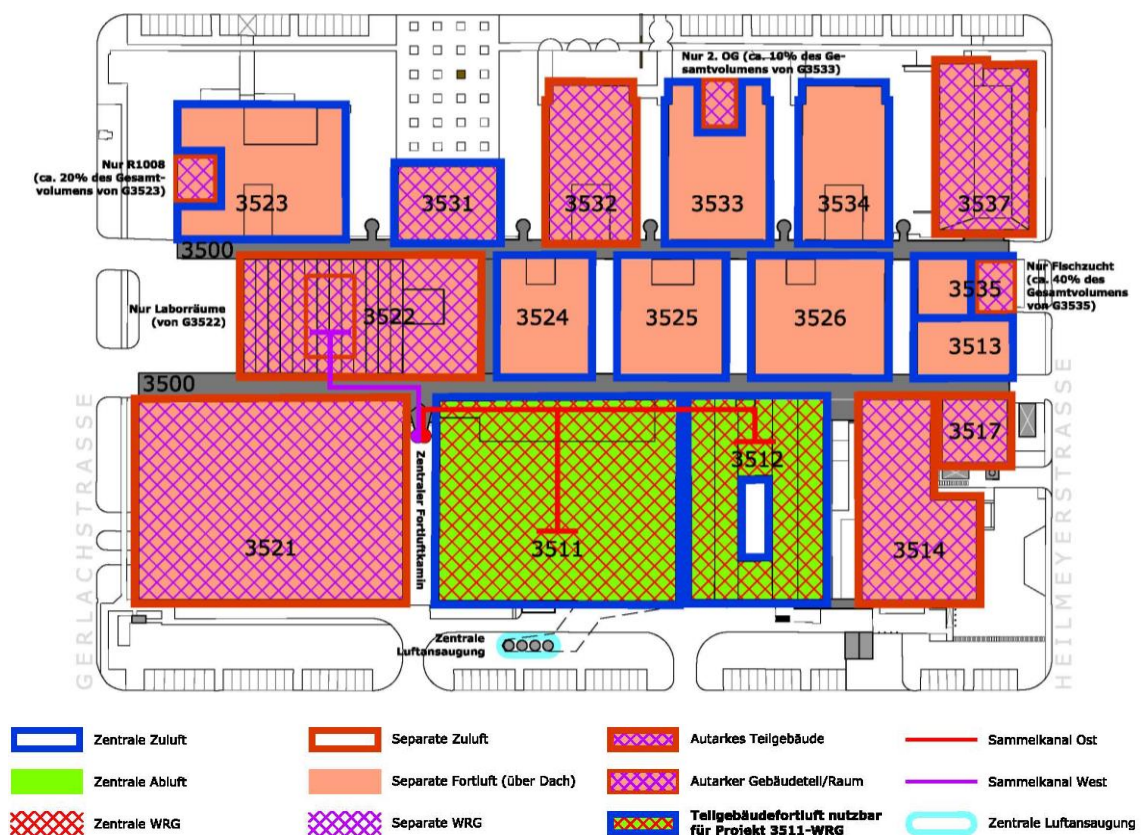 Nur 2. OG (ca. 10% des Ge-
samtvolumens von G3533)
Nur R1008
(ca. 20% des Gesamt-
volumens von G3523)
3523
3531
3532
3533
3534
3537
3500
Nur Laborräume
(von G3522)
3522
3524
3525
3526
3535
3513
Nur Fischzucht
(ca. 40% des
Gesamtvolumens
von G3535)
3500
GERLACHSTRASSE
HEILMEYERSTRASSE
Zentraler Fortluftkamin
3521
3511
3512
3514
3517
Zentrale
Luftansaugung
Zentrale Zuluft
Separate Zuluft
Autarkes Teilgebäude
Sammelkanal Ost
Zentrale Abluft
Separate Fortluft (über Dach)
Autarker Gebäudeteil/Raum
Sammelkanal West
Zentrale WRG
Separate WRG
Teilgebäudefortluft nutzbar
für Projekt 3511-WRG
Zentrale Luftansaugung